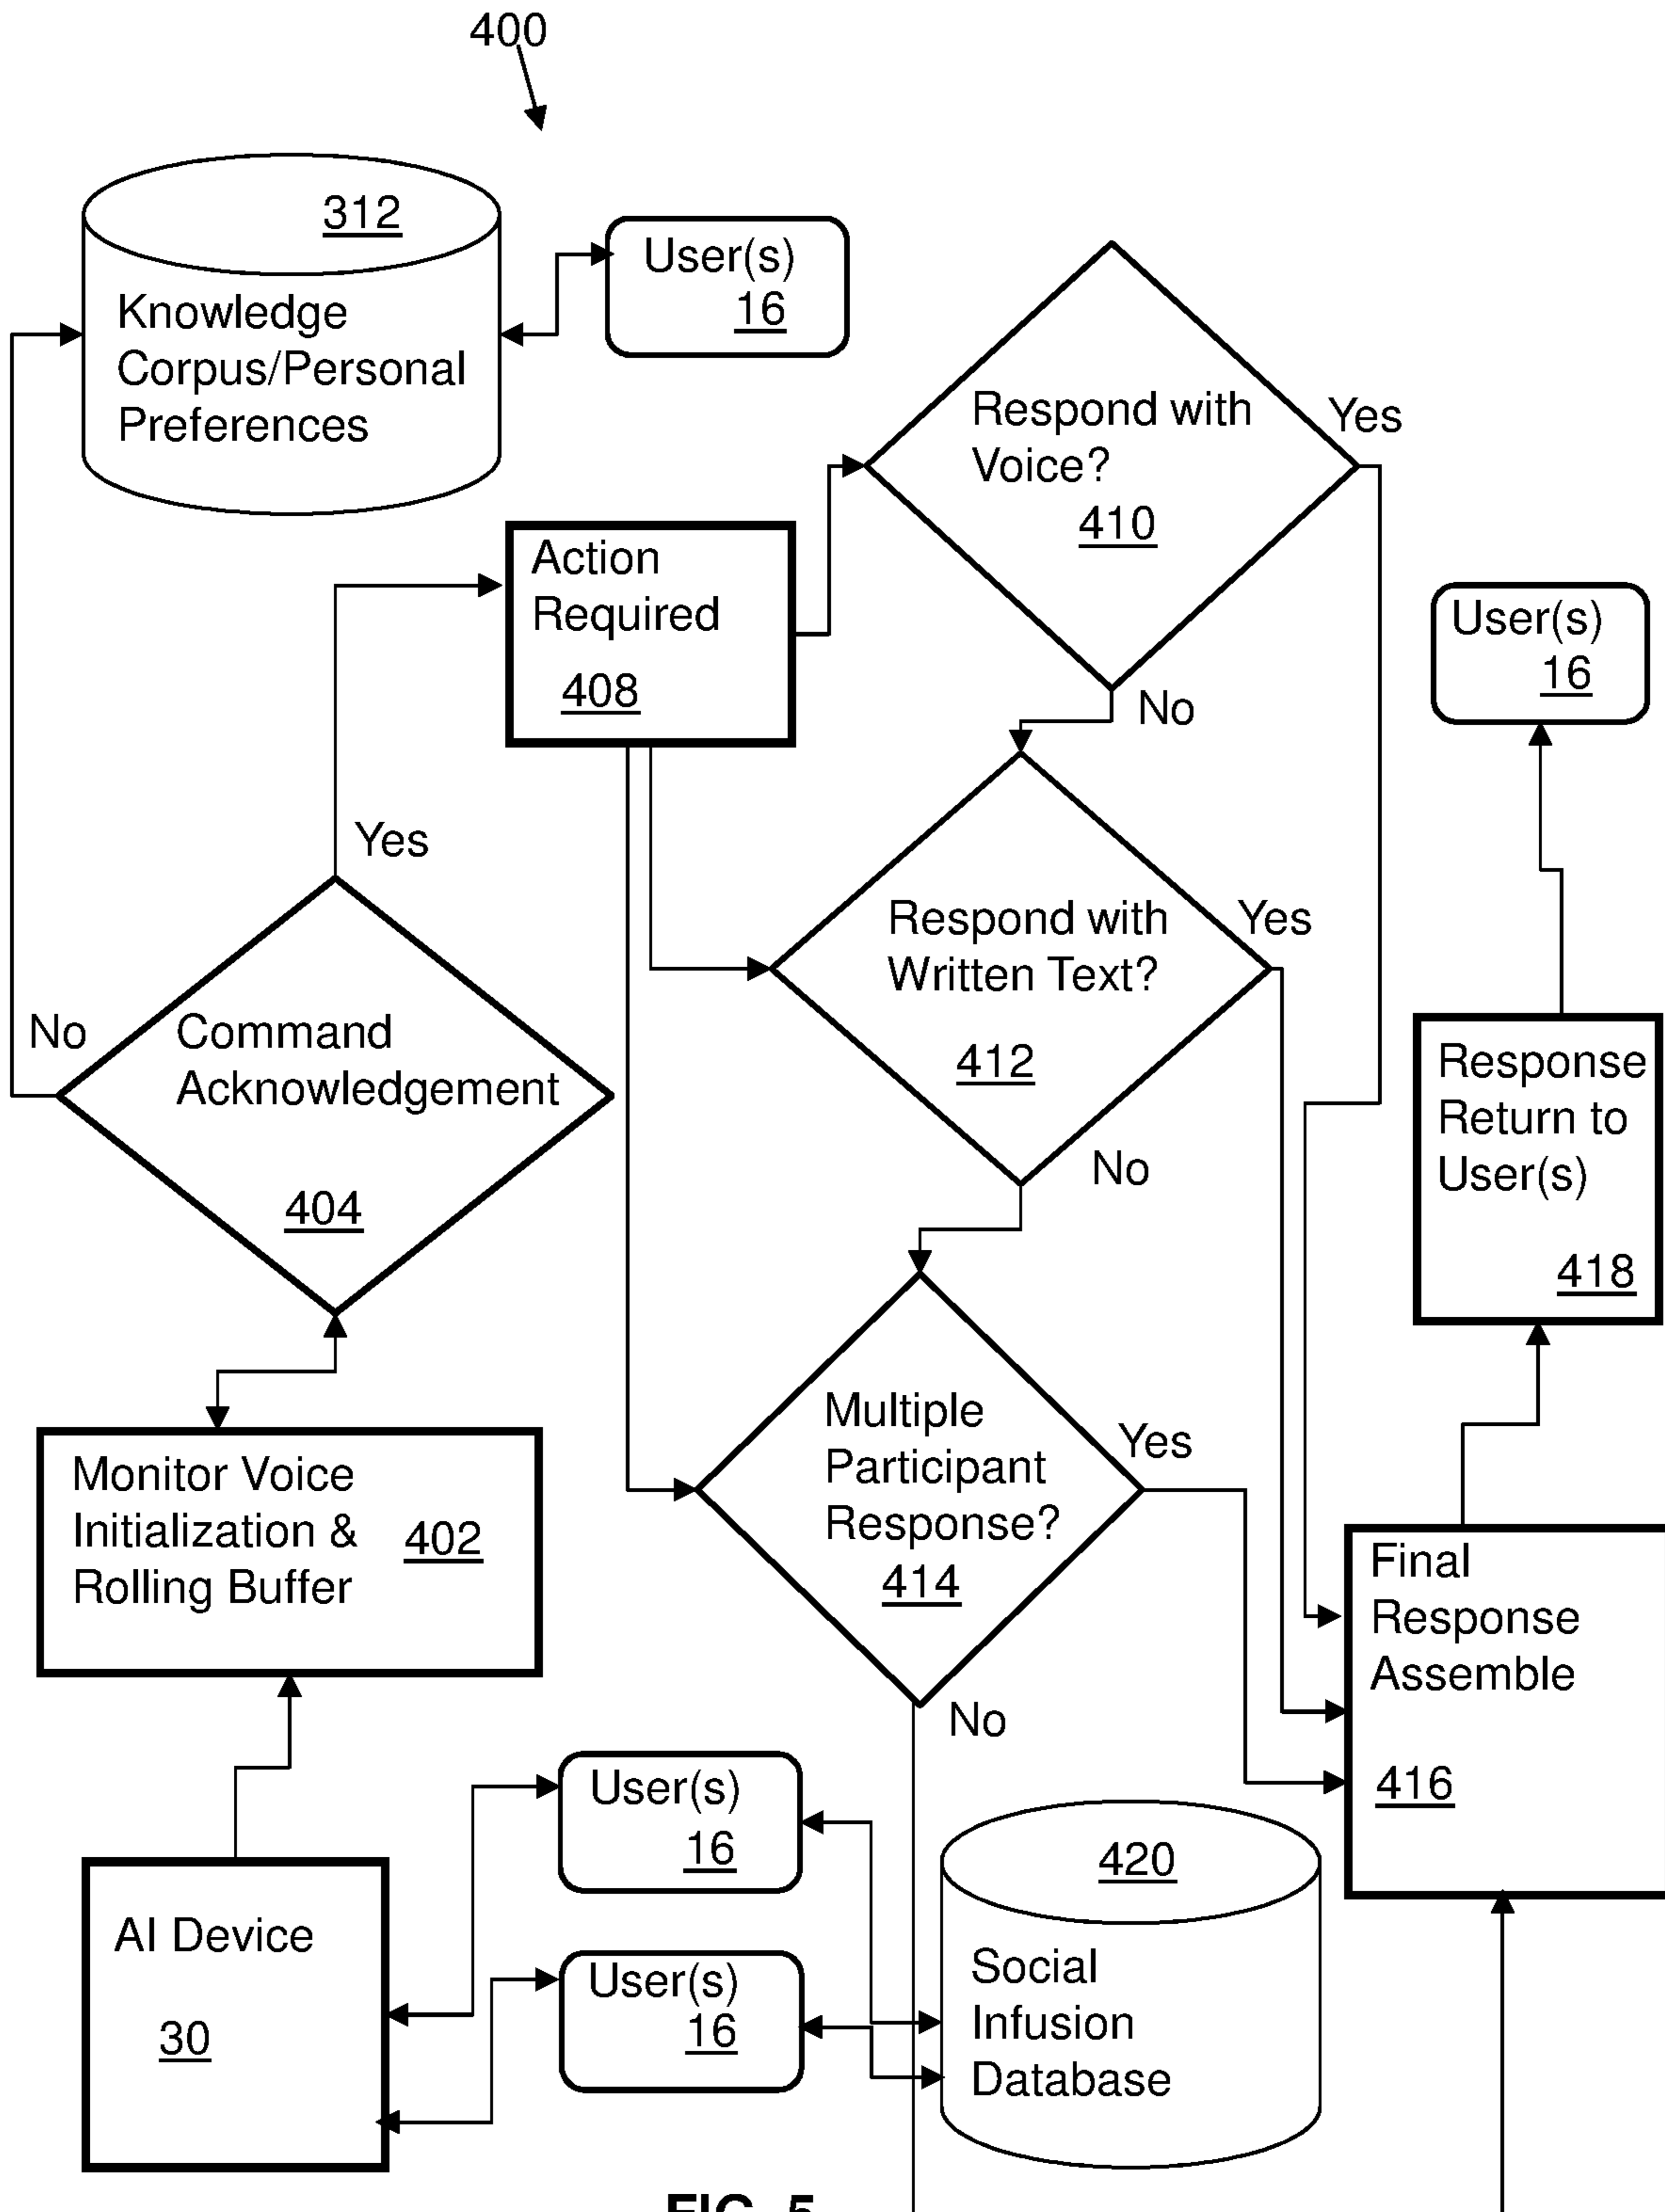 400
312
Knowledge
Corpus/Personal
Preferences
User(s)
16
Respond with
Voice?
410
Yes
No
Action
Required
408
User(s)
16
Yes
Respond with
Written Text?
412
Yes
No
No
Command
Acknowledgement
404
Response
Return to
User(s)
418
Multiple
Participant
Response?
414
Yes
No
Monitor Voice
Initialization &
Rolling Buffer
402
Final
Response
Assemble
416
User(s)
16
User(s)
16
AI Device
30
420
Social
Infusion
Database
FIG. 5